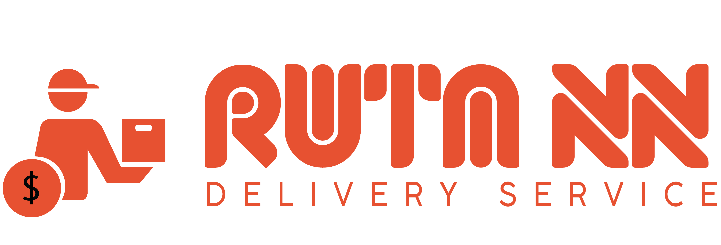 RUTA NN
DELIVERY SERVICE
$